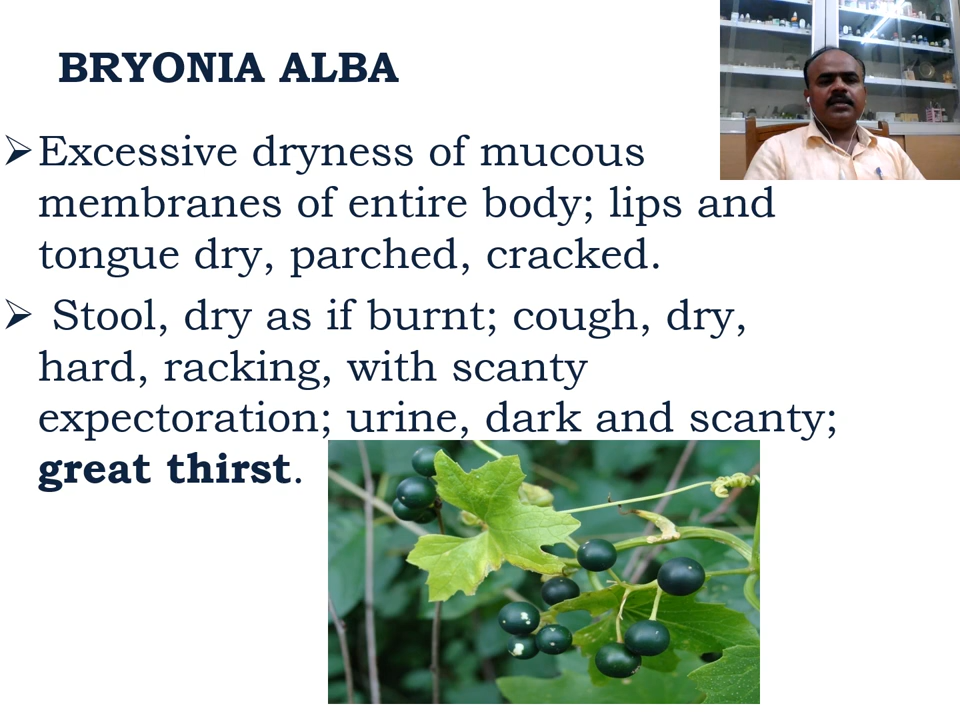 BRYONIA ALBA
➢Excessive dryness of mucous
membranes of entire body; lips and
tongue dry, parched, cracked.
➢ Stool, dry as if burnt; cough, dry,
hard, racking, with scanty
expectoration; urine, dark and scanty;
great thirst.